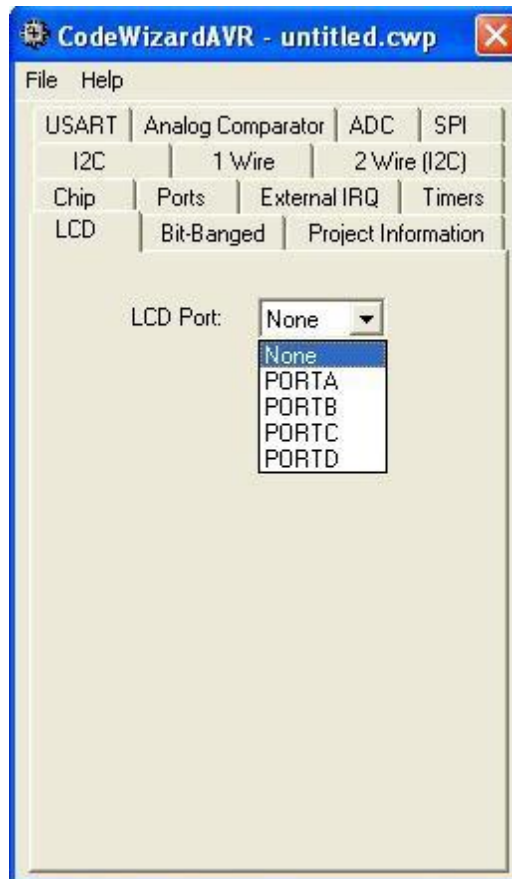 CodeWizardAVR - untitled.cwp
File Help
USART Analog Comparator ADC SPI
I2C 1 Wire 2 Wire (I2C)
Chip Ports External IRQ Timers
LCD Bit-Banged Project Information
LCD Port: None
None
PORTA
PORTB
PORTC
PORTD